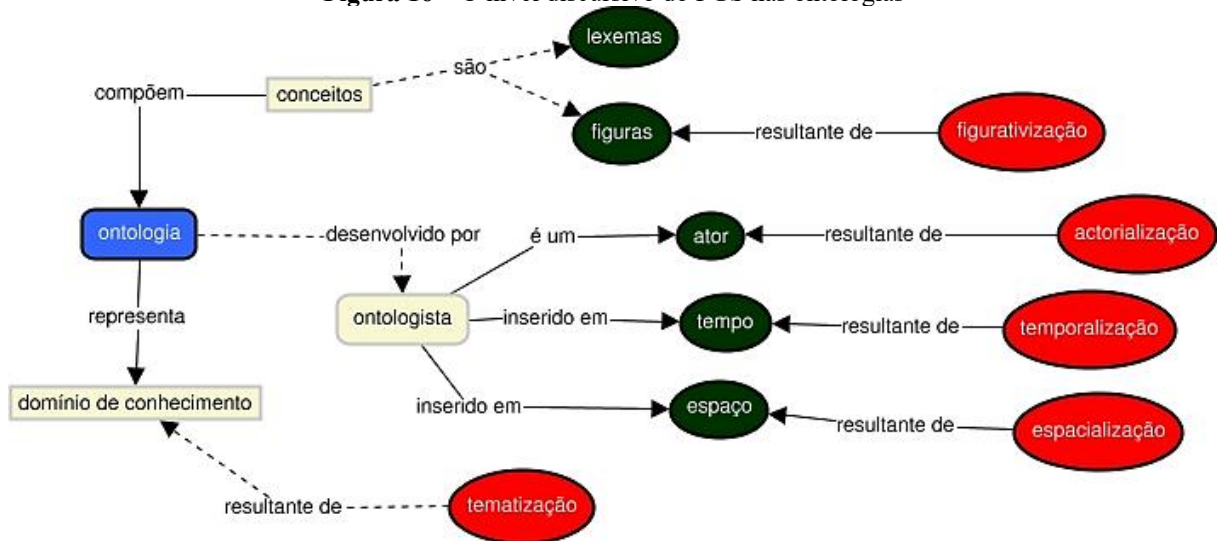 lexemas
são
compõem
conceitos
figuras
resultante de
figurativização
ontologia
desenvolvido por
é um
ator
resultante de
actorialização
representa
ontologista
inserido em
tempo
resultante de
temporalização
domínio de conhecimento
inserido em
espaço
resultante de
espacialização
resultante de
tematização